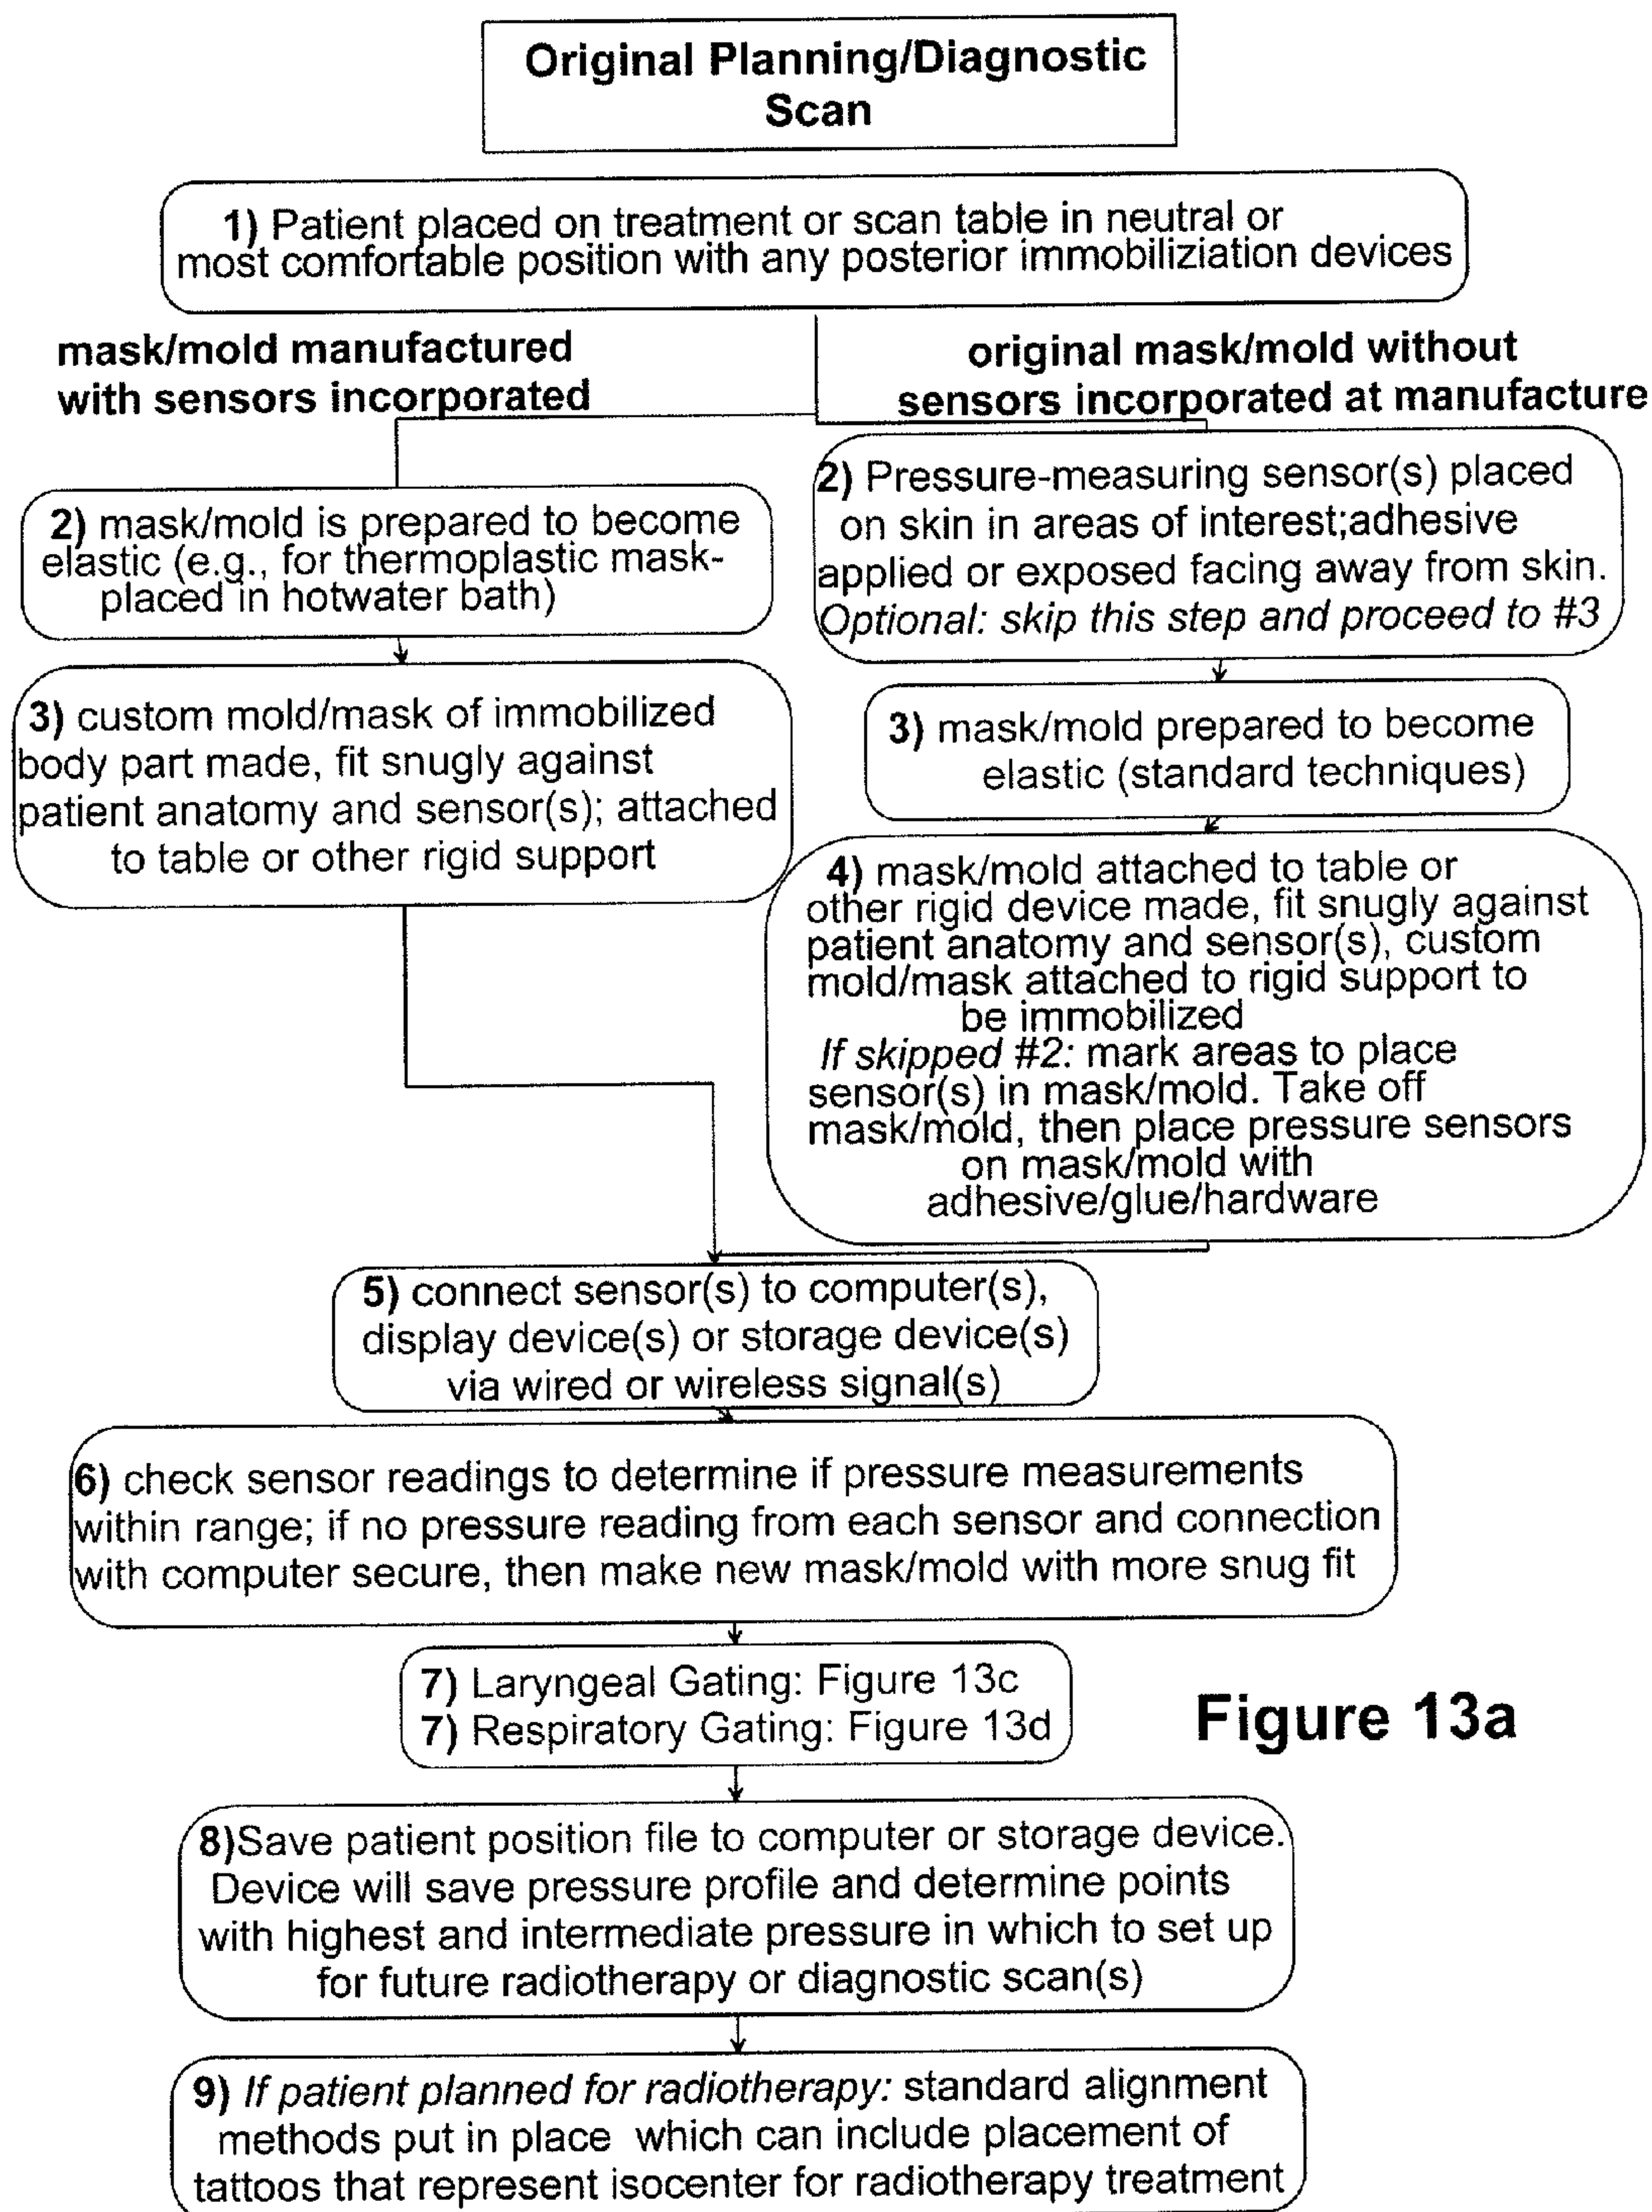 Original Planning/Diagnostic
Scan
1) Patient placed on treatment or scan table in neutral or
most comfortable position with any posterior immobiliziation devices
mask/mold manufactured
with sensors incorporated
original mask/mold without
sensors incorporated at manufacture
2) mask/mold is prepared to become
elastic (e.g., for thermoplastic mask-
placed in hotwater bath)
3) custom mold/mask of immobilized
body part made, fit snugly against
patient anatomy and sensor(s); attached
to table or other rigid support
2) Pressure-measuring sensor(s) placed
on skin in areas of interest;adhesive
applied or exposed facing away from skin.
Optional: skip this step and proceed to #3
3) mask/mold prepared to become
elastic (standard techniques)
4) mask/mold attached to table or
other rigid device made, fit snugly against
patient anatomy and sensor(s), custom
mold/mask attached to rigid support to
be immobilized
If skipped #2: mark areas to place
sensor(s) in mask/mold. Take off
mask/mold, then place pressure sensors
on mask/mold with
adhesive/glue/hardware
5) connect sensor(s) to computer(s),
display device(s) or storage device(s)
via wired or wireless signal(s)
6) check sensor readings to determine if pressure measurements
within range; if no pressure reading from each sensor and connection
with computer secure, then make new mask/mold with more snug fit
7) Laryngeal Gating: Figure 13c
7) Respiratory Gating: Figure 13d
Figure 13a
8)Save patient position file to computer or storage device.
Device will save pressure profile and determine points
with highest and intermediate pressure in which to set up
for future radiotherapy or diagnostic scan(s)
9) If patient planned for radiotherapy: standard alignment
methods put in place which can include placement of
tattoos that represent isocenter for radiotherapy treatment